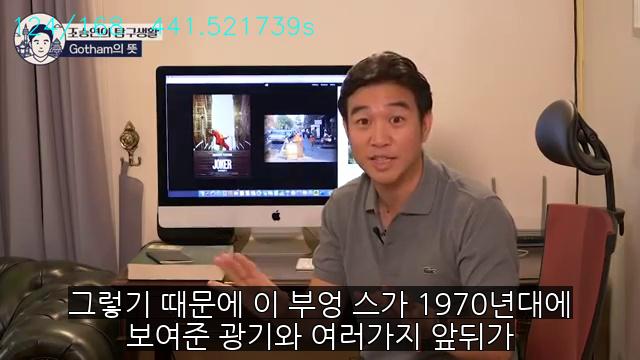 124/168 441.521739s
조승연의 탐구생활
Gotham의 뜻
JOKER
그렇기 때문에 이 부엉 스가 1970년대에
보여준 광기와 여러가지 앞뒤가